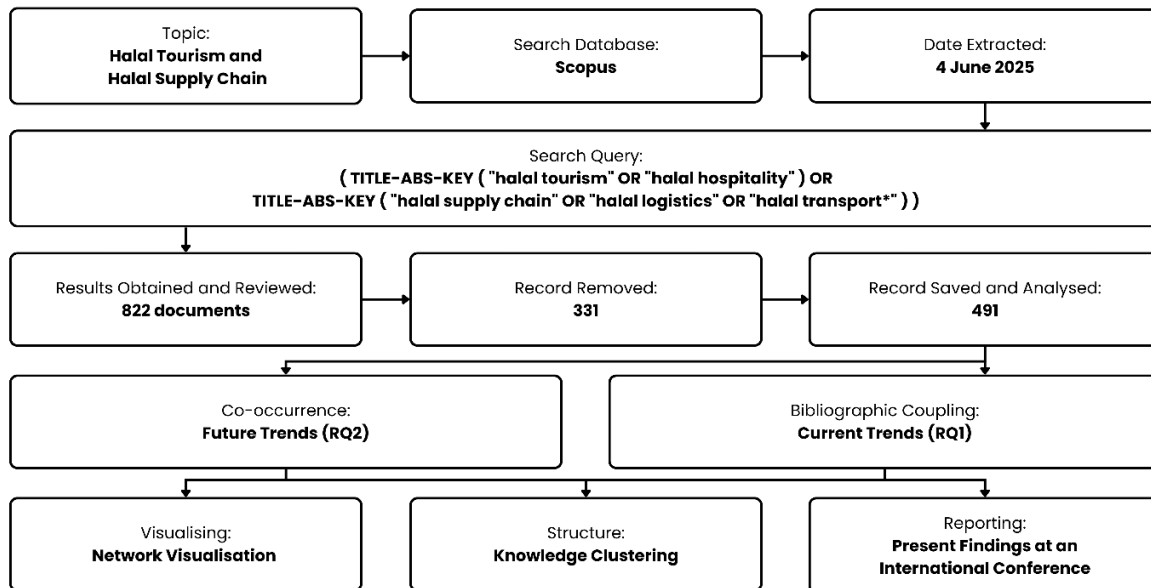 Topic:
Halal Tourism and
Halal Supply Chain
Search Database:
Scopus
Date Extracted:
4 June 2025
Search Query:
( TITLE-ABS-KEY ( "halal tourism" OR "halal hospitality" ) OR
TITLE-ABS-KEY ( "halal supply chain" OR "halal logistics" OR "halal transport*" ) )
Results Obtained and Reviewed:
822 documents
Record Removed:
331
Record Saved and Analysed:
491
Co-occurrence:
Future Trends (RQ2)
Bibliographic Coupling:
Current Trends (RQ1)
Visualising:
Network Visualisation
Structure:
Knowledge Clustering
Reporting:
Present Findings at an
International Conference